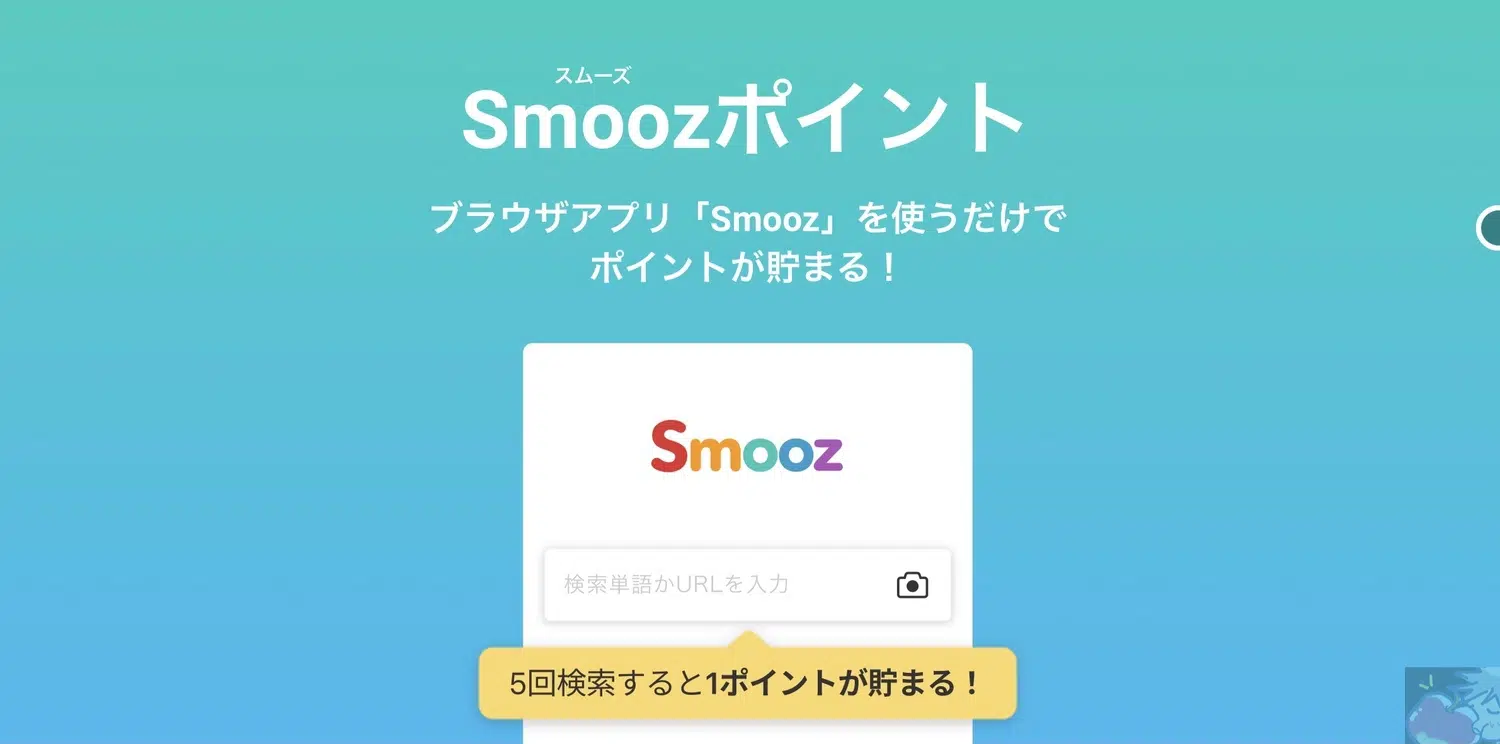 スムーズ
Smoozポイント
ブラウザアプリ「Smooz」を使うだけで
ポイントが貯まる！
Smooz
検索単語かURLを入力
5回検索すると1ポイントが貯まる！